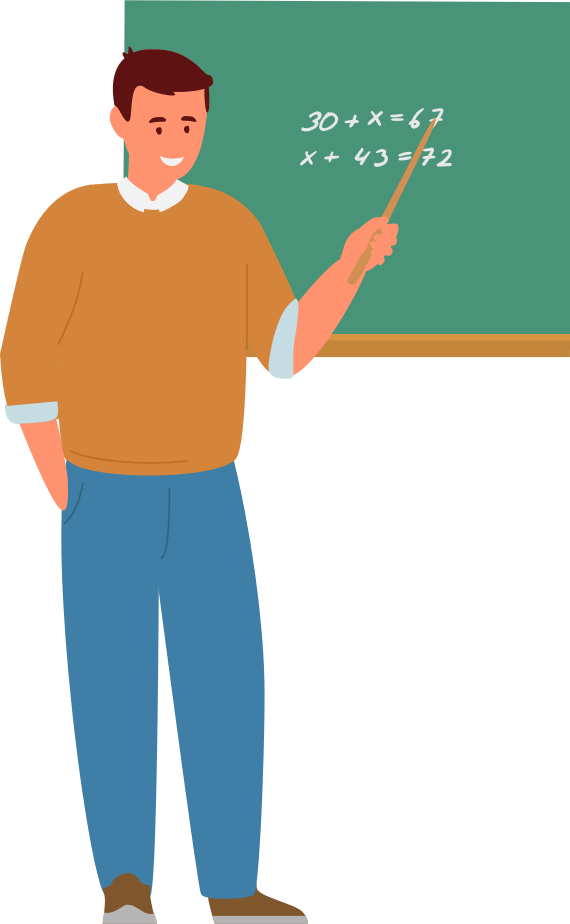 30 + x = 67
x + 43 = 72